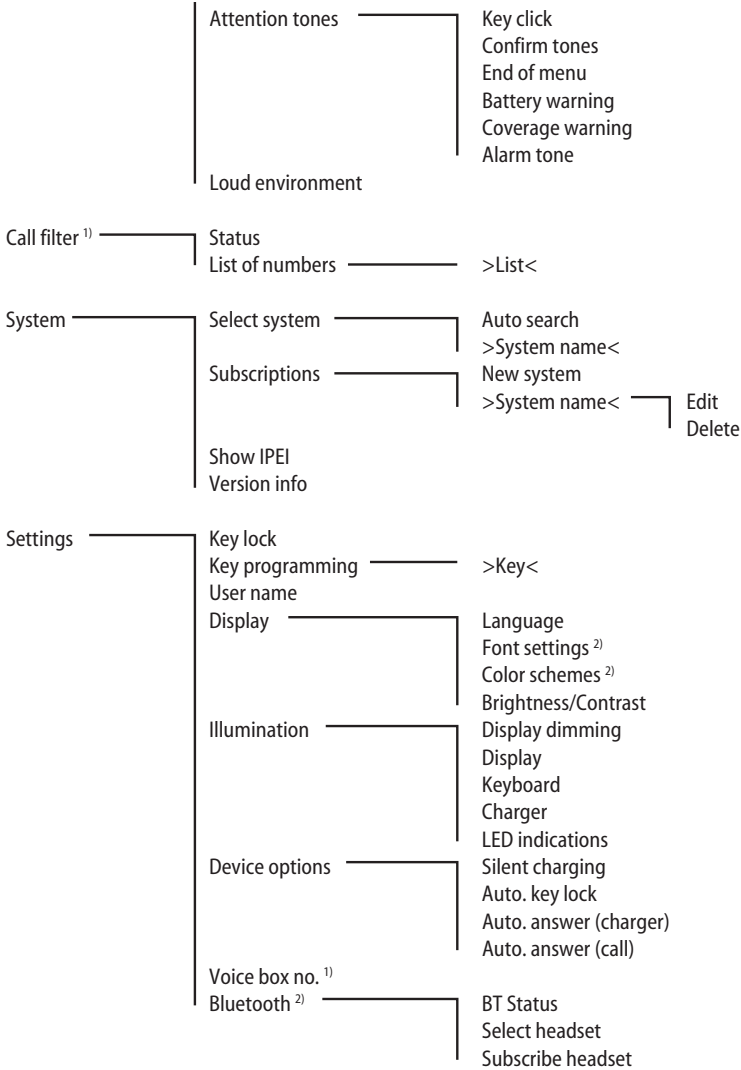 Attention tones Key click
Confirm tones
End of menu
Battery warning
Coverage warning
Alarm tone
Loud environment
Call filter 1) Status
List of numbers >List<
System Select system Auto search
>System name<
Subscriptions New system
>System name< Edit
Delete
Show IPEI
Version info
Settings Key lock
Key programming >Key<
User name
Display Language
Font settings 2)
Color schemes 2)
Brightness/Contrast
Illumination Display dimming
Display
Keyboard
Charger
LED indications
Device options Silent charging
Auto. key lock
Auto. answer (charger)
Auto. answer (call)
Voice box no. 1)
Bluetooth 2) BT Status
Select headset
Subscribe headset